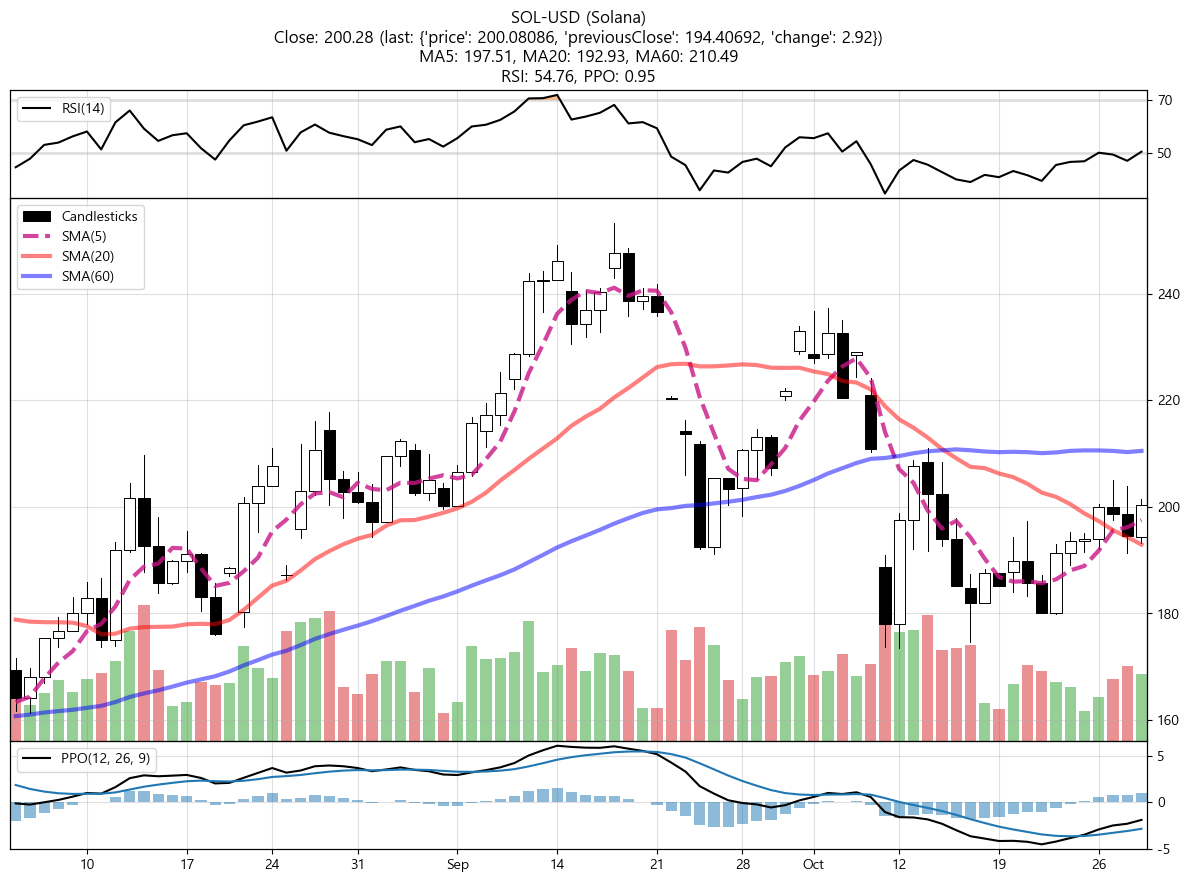 SOL-USD (Solana)
Close: 200.28 (last: {'price': 200.08086, 'previousClose': 194.40692, 'change': 2.92})
MA5: 197.51, MA20: 192.93, MA60: 210.49
RSI: 54.76, PPO: 0.95
RSI(14)
70
50
Candlesticks
SMA(5)
SMA(20)
SMA(60)
240
220
200
180
160
PPO(12, 26, 9)
5
0
-5
10 17 24 31 Sep 14 21 28 Oct 12 19 26